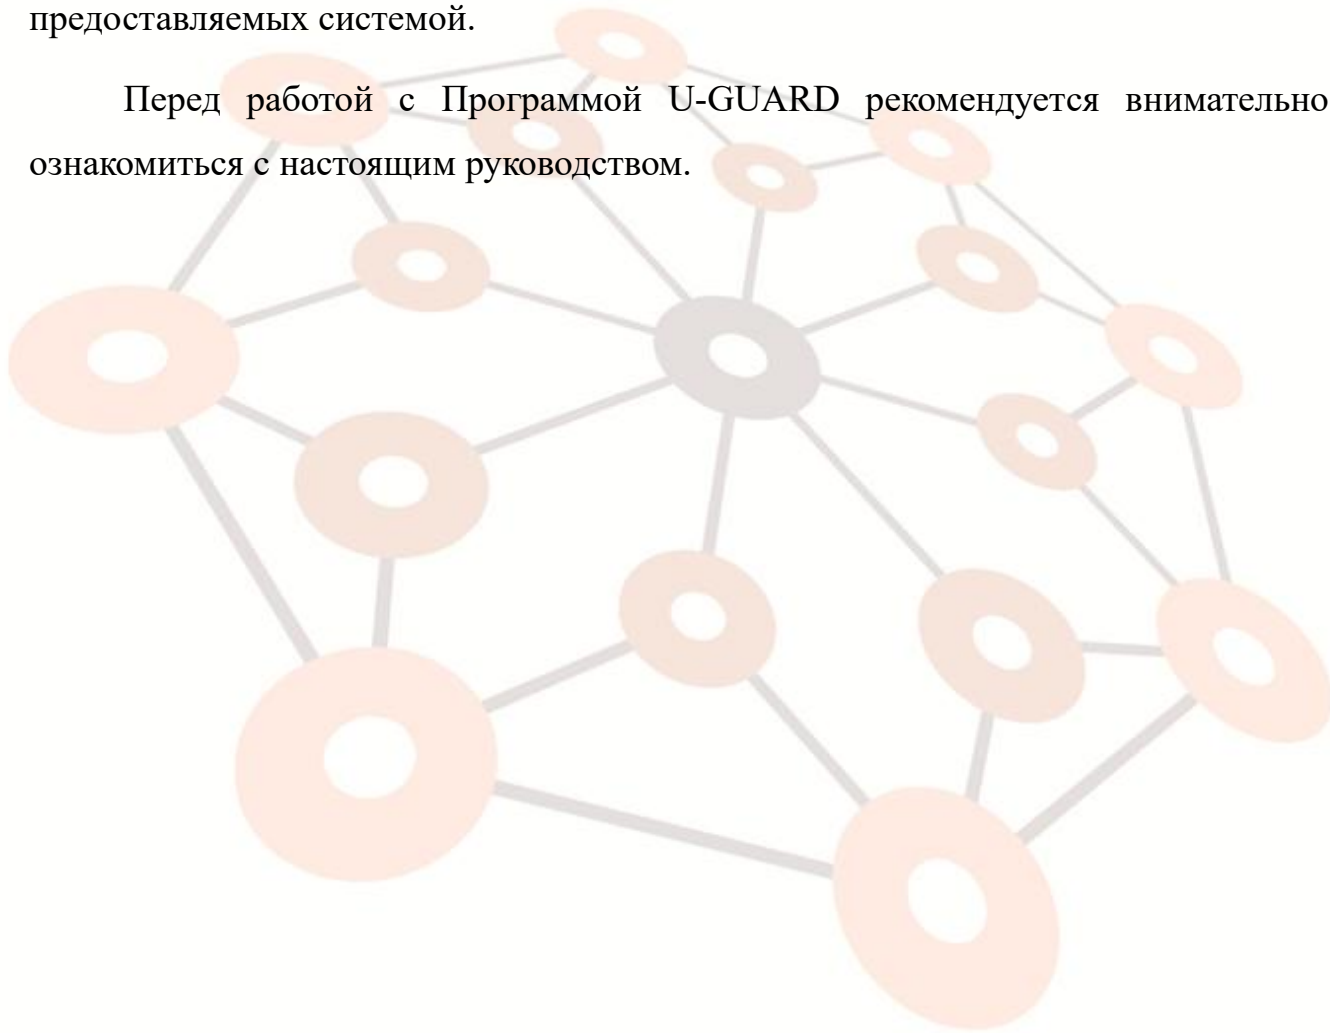 предоставляемых системой.
Перед работой с Программой U-GUARD рекомендуется внимательно
ознакомиться с настоящим руководством.